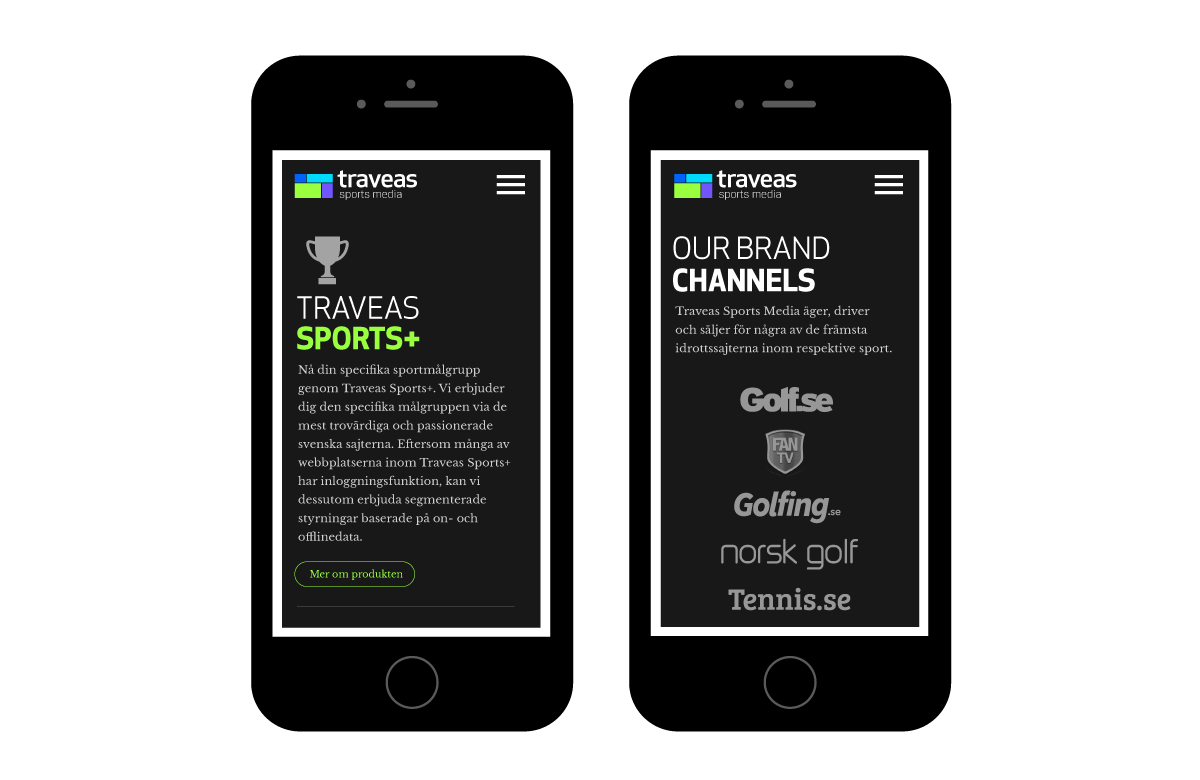 traveas
sports media
TRAVEAS
SPORTS+
Nå din specifika sportmålgrupp
genom Traveas Sports+. Vi erbjuder
dig den specifika målgruppen via de
mest trovärdiga och passionerade
svenska sajterna. Eftersom många av
webbplatserna inom Traveas Sports+
har inloggningsfunktion, kan vi
dessutom erbjuda segmenterade
styrningar baserade på on- och
offlinedata.
Mer om produkten
traveas
sports media
OUR BRAND
CHANNELS
Traveas Sports Media äger, driver
och säljer för några av de främsta
idrottssajterna inom respektive sport.
Golf.se
FAN
TV
Golfing.se
norsk golf
Tennis.se